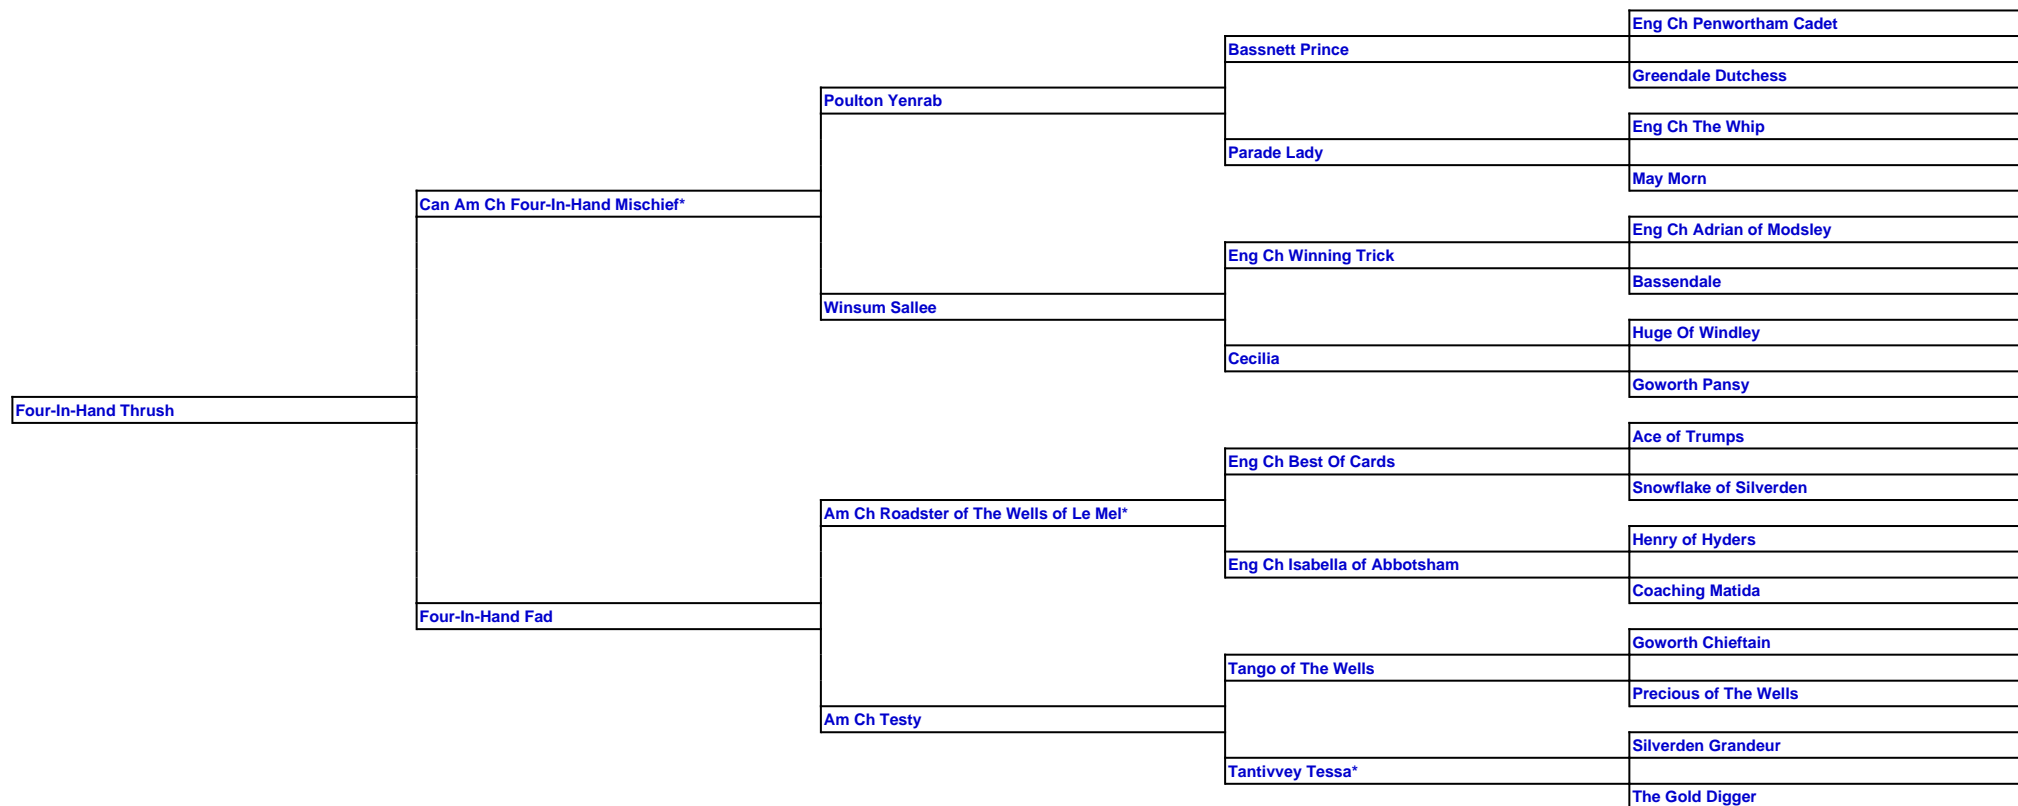 Eng Ch Penwortham Cadet
Bassnett Prince
Greendale Dutchess
Poulton Yenrab
Eng Ch The Whip
Parade Lady
May Morn
Can Am Ch Four-In-Hand Mischief*
Eng Ch Adrian of Modsley
Eng Ch Winning Trick
Bassendale
Winsum Sallee
Huge Of Windley
Cecilia
Goworth Pansy
Four-In-Hand Thrush
Ace of Trumps
Eng Ch Best Of Cards
Snowflake of Silverden
Am Ch Roadster of The Wells of Le Mel*
Henry of Hyders
Eng Ch Isabella of Abbotsham
Coaching Matida
Four-In-Hand Fad
Goworth Chieftain
Tango of The Wells
Precious of The Wells
Am Ch Testy
Silverden Grandeur
Tantivvey Tessa*
The Gold Digger